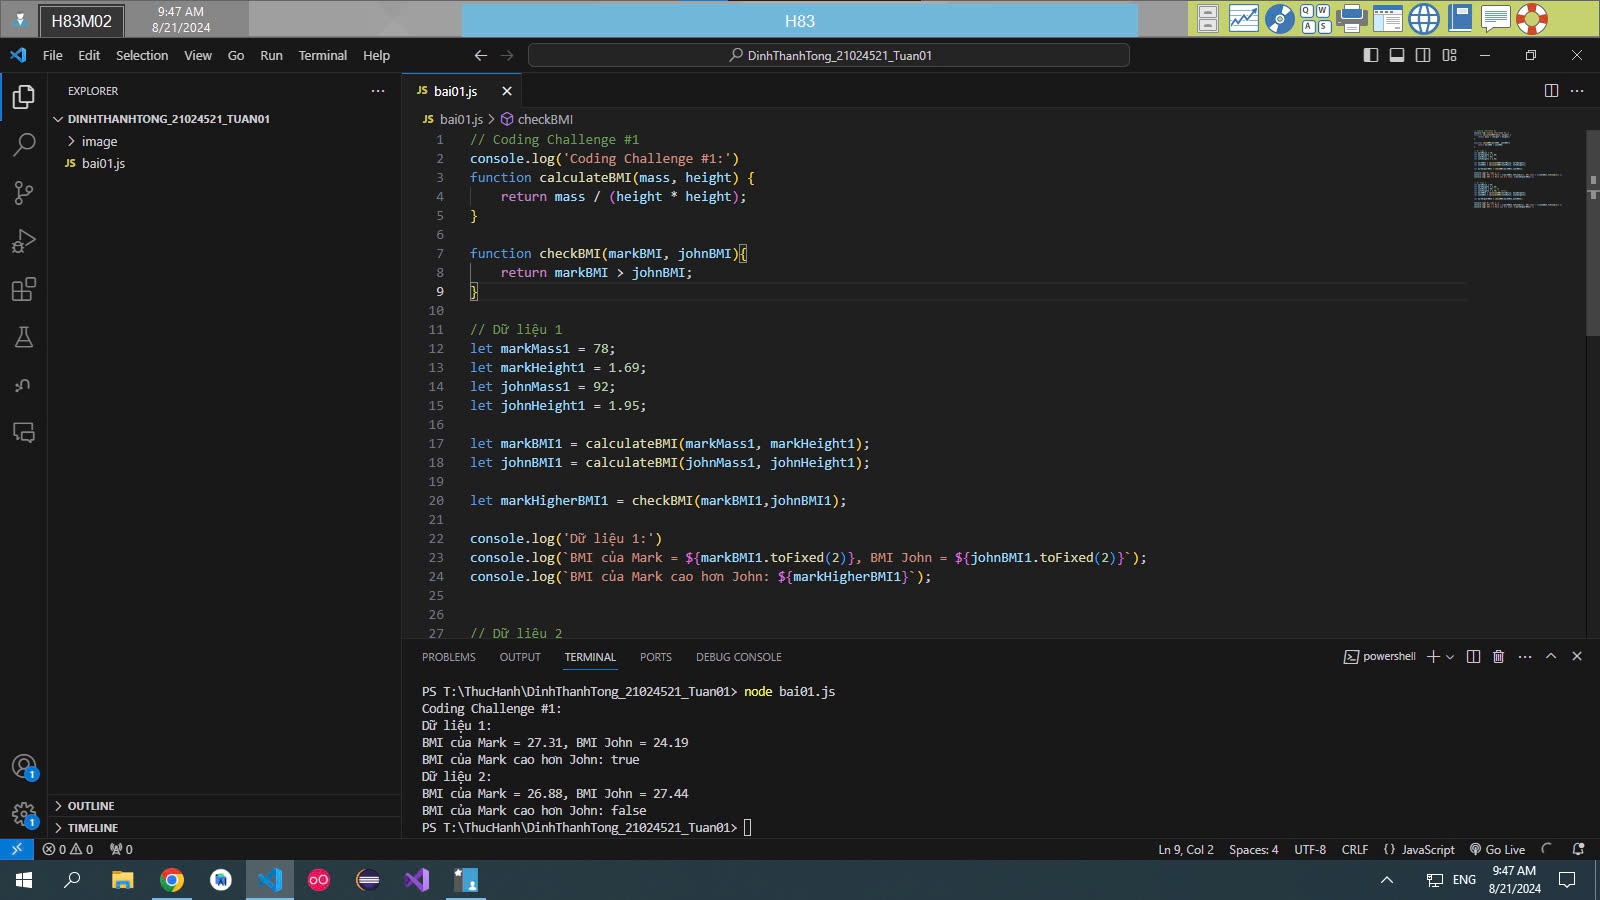 H83M02
9:47 AM
8/21/2024
H83
Q W
A S
File Edit Selection View Go Run Terminal Help
DinhThanhTong_21024521_Tuan01
EXPLORER
DINHTHANHTONG_21024521_TUAN01
image
JS bai01.js
JS bai01.js
JS bai01.js > checkBMI
1 // Coding Challenge #1
2 console.log('Coding Challenge #1:')
3 function calculateBMI(mass, height) {
4 return mass / (height * height);
5 }
6
7 function checkBMI(markBMI, johnBMI){
8 return markBMI > johnBMI;
9 }
10
11 // Dữ liệu 1
12 let markMass1 = 78;
13 let markHeight1 = 1.69;
14 let johnMass1 = 92;
15 let johnHeight1 = 1.95;
16
17 let markBMI1 = calculateBMI(markMass1, markHeight1);
18 let johnBMI1 = calculateBMI(johnMass1, johnHeight1);
19
20 let markHigherBMI1 = checkBMI(markBMI1,johnBMI1);
21
22 console.log('Dữ liệu 1:')
23 console.log(`BMI của Mark = ${markBMI1.toFixed(2)}, BMI John = ${johnBMI1.toFixed(2)}`);
24 console.log(`BMI của Mark cao hơn John: ${markHigherBMI1}`);
25
26
27 // Dữ liệu 2
PROBLEMS OUTPUT TERMINAL PORTS DEBUG CONSOLE
powershell
PS T:\ThucHanh\DinhThanhTong_21024521_Tuan01> node bai01.js
Coding Challenge #1:
Dữ liệu 1:
BMI của Mark = 27.31, BMI John = 24.19
BMI của Mark cao hơn John: true
Dữ liệu 2:
BMI của Mark = 26.88, BMI John = 27.44
BMI của Mark cao hơn John: false
PS T:\ThucHanh\DinhThanhTong_21024521_Tuan01>
1
1
OUTLINE
TIMELINE
0 0 0
Ln 9, Col 2 Spaces: 4 UTF-8 CRLF {} JavaScript Go Live
ENG
9:47 AM
8/21/2024